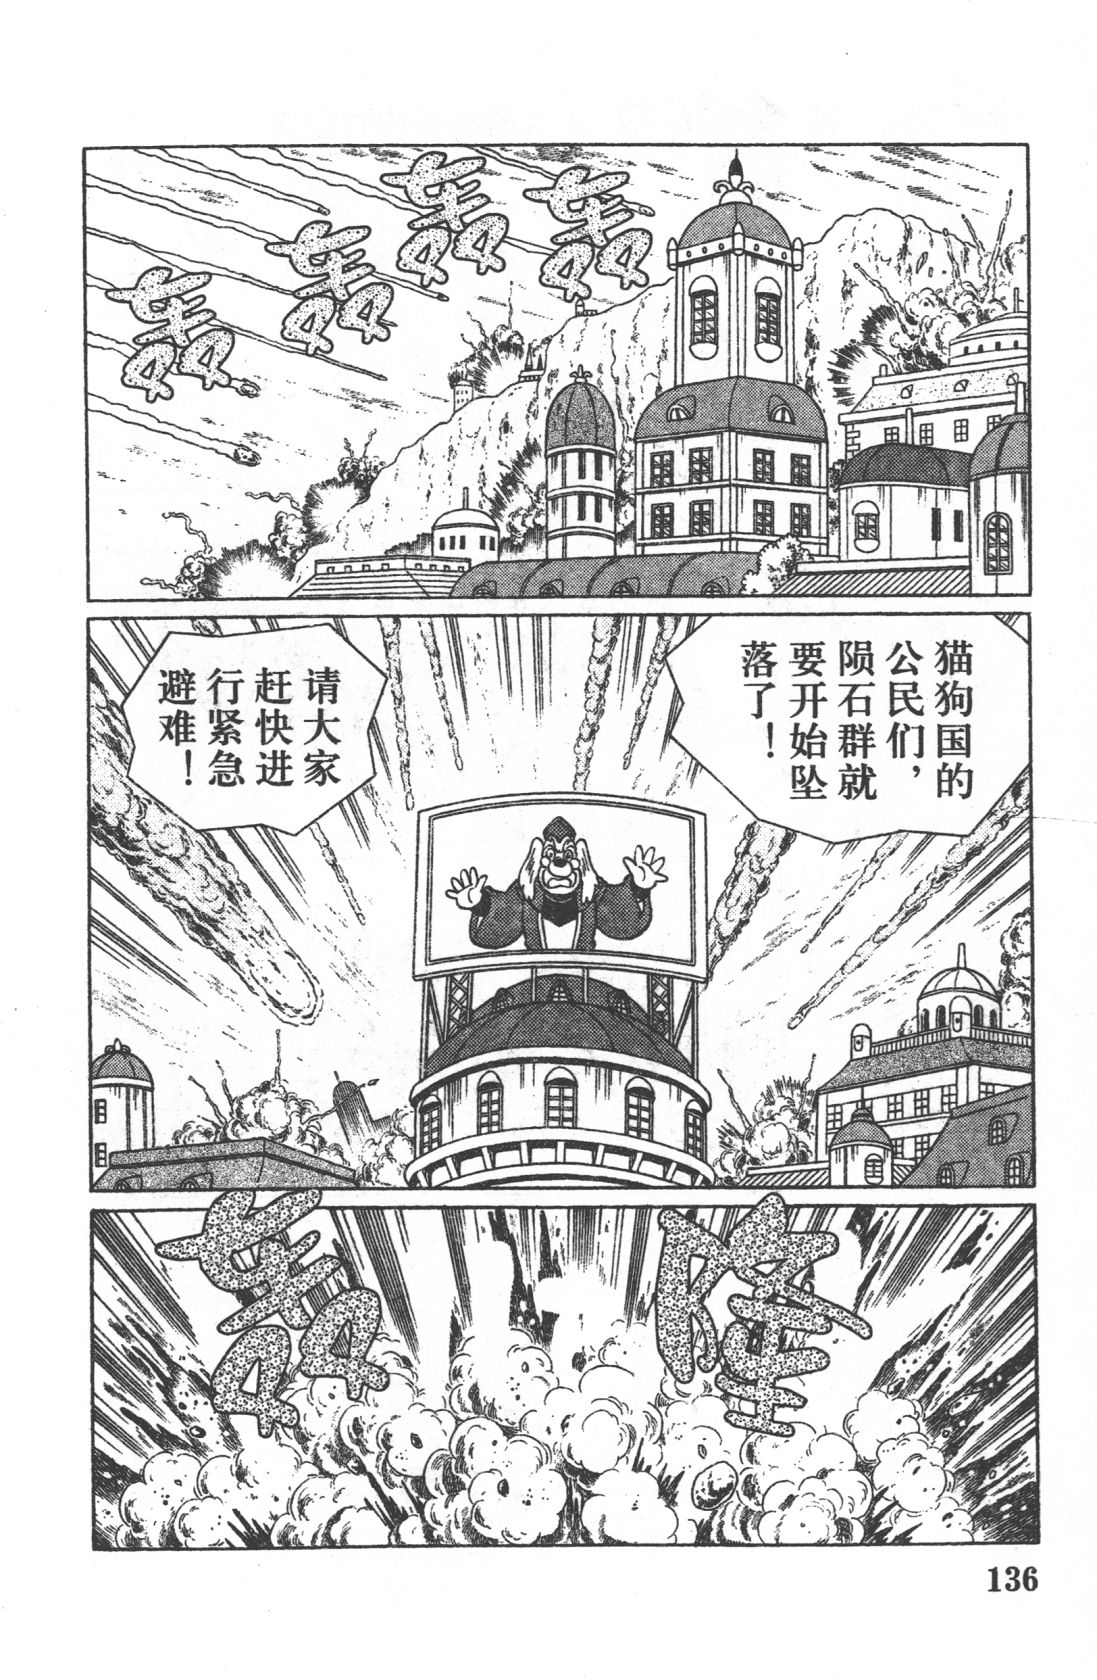 轰轰轰轰
猫狗国的
公民们，
陨石群就
要开始坠
落了！
请大家
赶快进
行紧急
避难！
轰隆
136